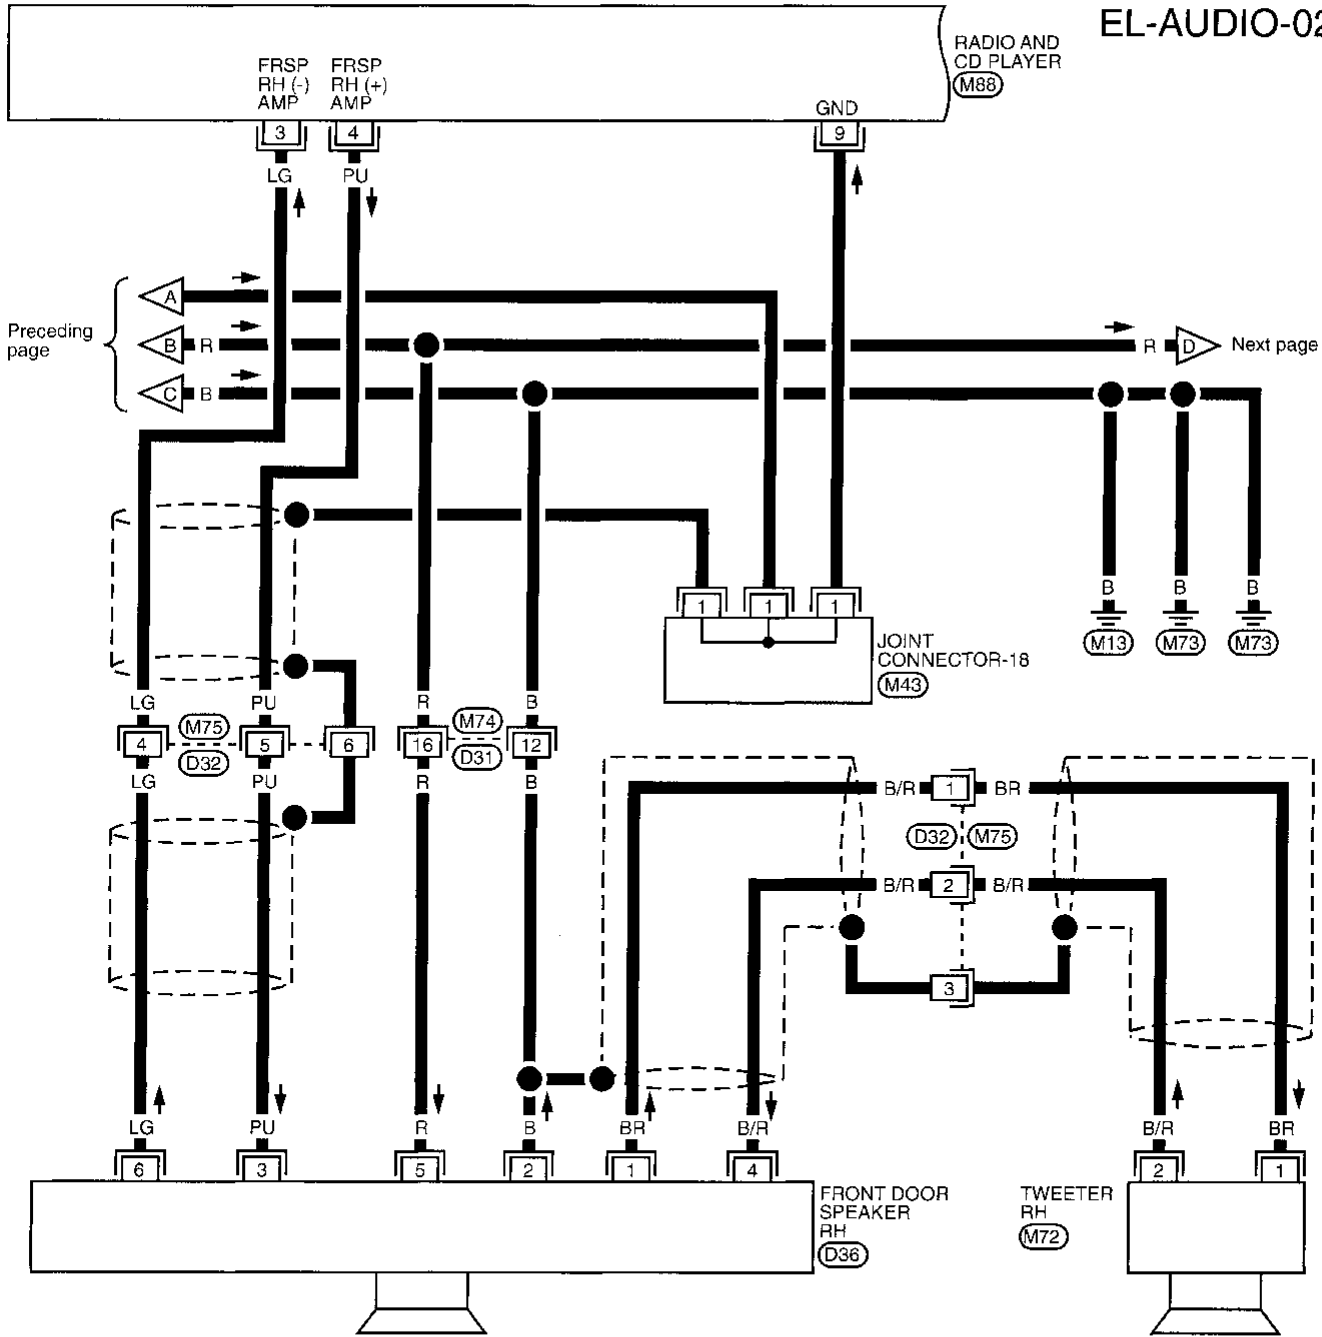 EL-AUDIO-02
RADIO AND
CD PLAYER
M88
FRSP
RH (-)
AMP
FRSP
RH (+)
AMP
GND
3
4
9
LG
PU
Preceding
page
A
B
R
C
B
R
D
Next page
B
B
B
M13
M73
M73
1
1
1
JOINT
CONNECTOR-18
M43
LG
PU
R
B
4
M75
D32
5
6
16
M74
D31
12
LG
PU
R
B
B/R
1
BR
D32
M75
B/R
2
B/R
3
LG
PU
R
B
BR
B/R
B/R
BR
6
3
5
2
1
4
2
1
FRONT DOOR
SPEAKER
RH
D36
TWEETER
RH
M72